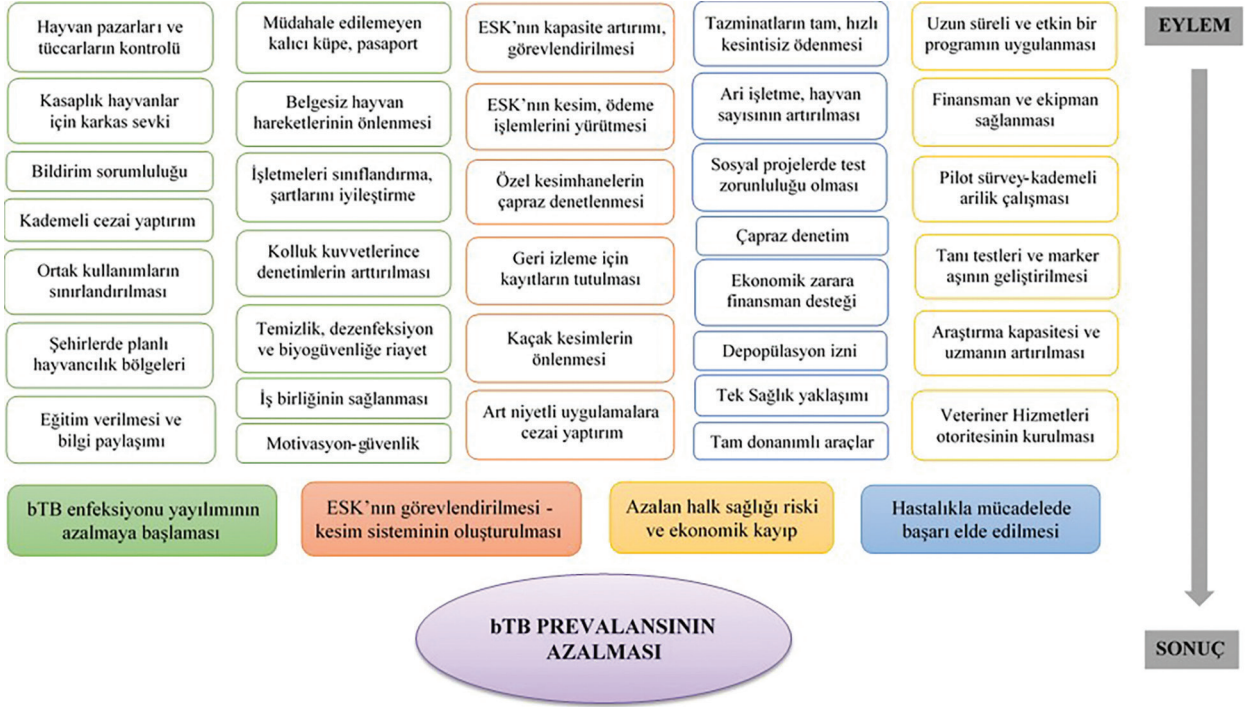 Hayvan pazarları ve
tüccarların kontrolü
Kasaplık hayvanlar
için karkas sevki
Bildirim sorumluluğu
Kademeli cezai yaptırım
Ortak kullanımların
sınırlandırılması
Şehirlerde planlı
hayvancılık bölgeleri
Eğitim verilmesi ve
bilgi paylaşımı
Müdahale edilemeyen
kalıcı küpe, pasaport
Belgesiz hayvan
hareketlerinin önlenmesi
İşletmeleri sınıflandırma,
şartlarını iyileştirme
Kolluk kuvvetlerince
denetimlerin arttırılması
Temizlik, dezenfeksiyon
ve biyogüvenliğe riayet
İş birliğinin sağlanması
Motivasyon-güvenlik
ESK'nın kapasite artırımı,
görevlendirilmesi
ESK'nın kesim, ödeme
işlemlerini yürütmesi
Özel kesimhanelerin
çapraz denetlenmesi
Geri izleme için
kayıtların tutulması
Kaçak kesimlerin
önlenmesi
Art niyetli uygulamalara
cezai yaptırım
Tazminatların tam, hızlı
kesintisiz ödenmesi
Ari işletme, hayvan
sayısının artırılması
Sosyal projelerde test
zorunluluğu olması
Çapraz denetim
Ekonomik zarara
finansman desteği
Depopülasyon izni
Tek Sağlık yaklaşımı
Tam donanımlı araçlar
Uzun süreli ve etkin bir
programın uygulanması
Finansman ve ekipman
sağlanması
Pilot sürvey-kademeli
arilik çalışması
Tanı testleri ve marker
aşının geliştirilmesi
Araştırma kapasitesi ve
uzmanın artırılması
Veteriner Hizmetleri
otoritesinin kurulması
EYLEM
bTB enfeksiyonu yayılımının
azalmaya başlaması
ESK'nın görevlendirilmesi -
kesim sisteminin oluşturulması
Azalan halk sağlığı riski
ve ekonomik kayıp
Hastalıkla mücadelede
başarı elde edilmesi
bTB PREVALANSININ
AZALMASI
SONUÇ